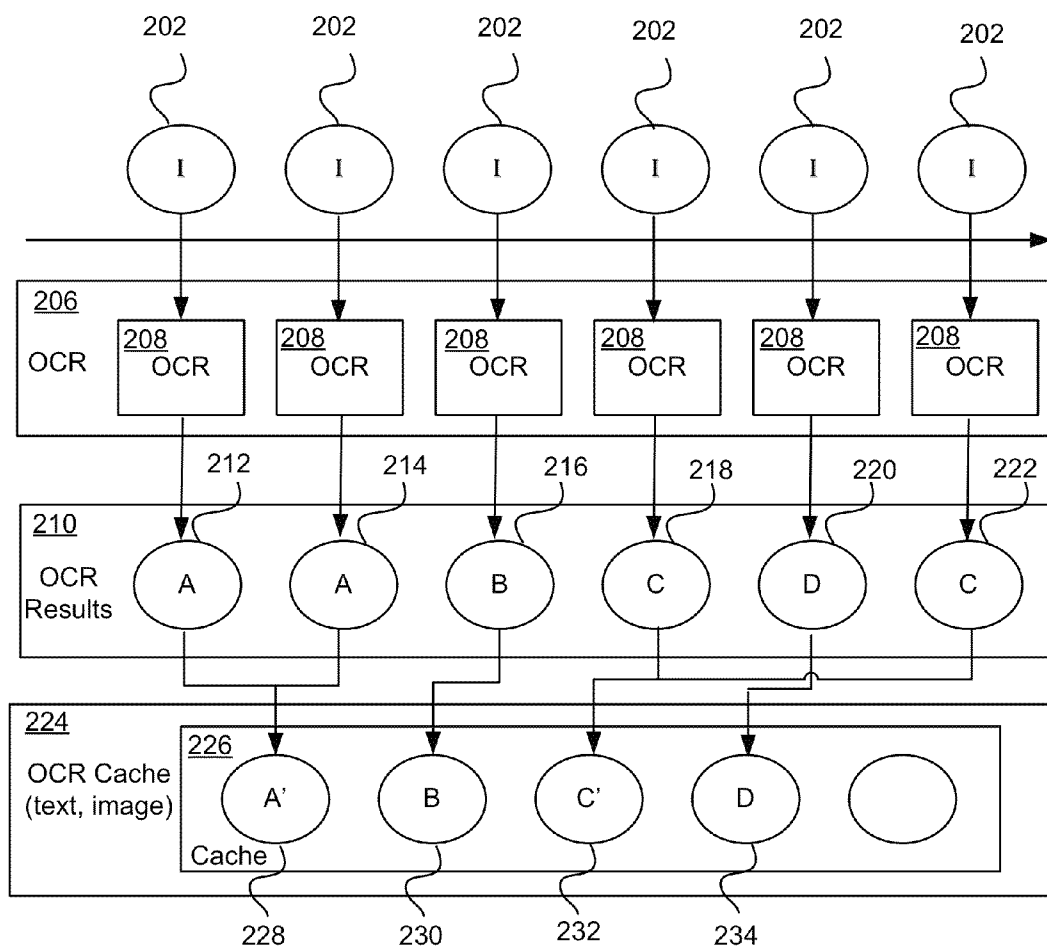 202 202 202 202 202 202
I I I I I I
206
OCR
208 208 208 208 208 208
OCR OCR OCR OCR OCR OCR
212 214 216 218 220 222
210
OCR
Results
A A B C D C
224
OCR Cache
(text, image)
226
A’ B C’ D
Cache
228 230 232 234